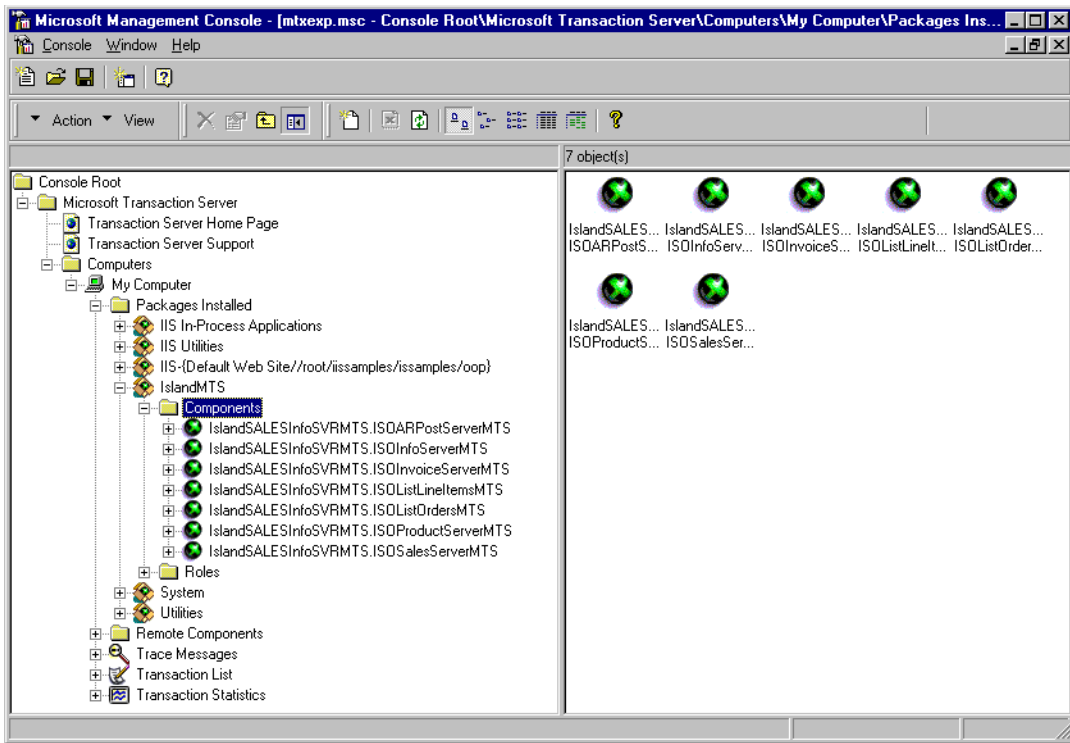 Microsoft Management Console - [mtxexp.msc - Console Root\Microsoft Transaction Server\Computers\My Computer\Packages Ins...
Console Window Help
Action View
7 object(s)
Console Root
Microsoft Transaction Server
Transaction Server Home Page
Transaction Server Support
Computers
My Computer
Packages Installed
IIS In-Process Applications
IIS Utilities
IIS-{Default Web Site//root/iissamples/issamples/oop}
IslandMTS
Components
IslandSALESInfoSVRMTS.ISOARPostServerMTS
IslandSALESInfoSVRMTS.ISOInfoServerMTS
IslandSALESInfoSVRMTS.ISOInvoiceServerMTS
IslandSALESInfoSVRMTS.ISOListLineItemsMTS
IslandSALESInfoSVRMTS.ISOListOrdersMTS
IslandSALESInfoSVRMTS.ISOProductServerMTS
IslandSALESInfoSVRMTS.ISOSalesServerMTS
Roles
System
Utilities
Remote Components
Trace Messages
Transaction List
Transaction Statistics
IslandSALES... IslandSALES... IslandSALES... IslandSALES... IslandSALES...
ISOARPostS... ISOInfoServ... ISOInvoiceS... ISOListLineIt... ISOListOrder...
IslandSALES... IslandSALES...
ISOProductS... ISOSalesSer...